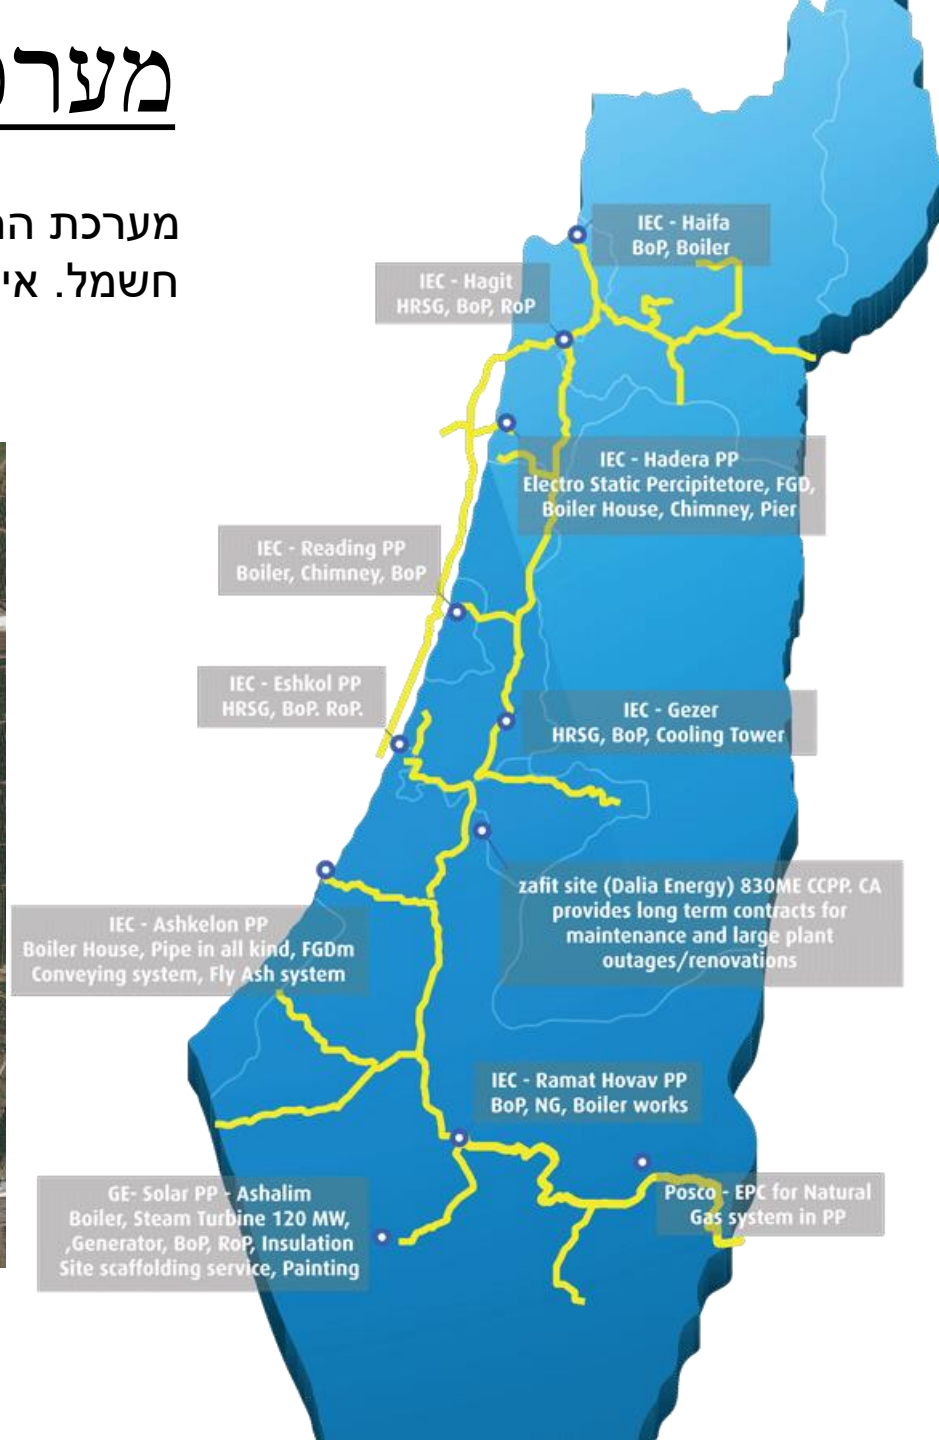 מערכת
חשמל.
IEC - Haifa
BoP, Boiler
IEC - Hagit
HRSG, BoP, RoP
IEC - Hadera PP
Electro Static Percipitetore, FGD,
Boiler House, Chimney, Pier
IEC - Reading PP
Boiler, Chimney, BoP
IEC - Eshkol PP
HRSG, BoP. RoP.
IEC - Gezer
HRSG, BoP, Cooling Tower
zafit site (Dalia Energy) 830ME CCPP. CA
provides long term contracts for
maintenance and large plant
outages/renovations
IEC - Ashkelon PP
Boiler House, Pipe in all kind, FGDm
Conveying system, Fly Ash system
IEC - Ramat Hovav PP
BoP, NG, Boiler works
GE- Solar PP - Ashalim
Boiler, Steam Turbine 120 MW,
,Generator, BoP, RoP, Insulation
Site scaffolding service, Painting
Posco - EPC for Natural
Gas system in PP